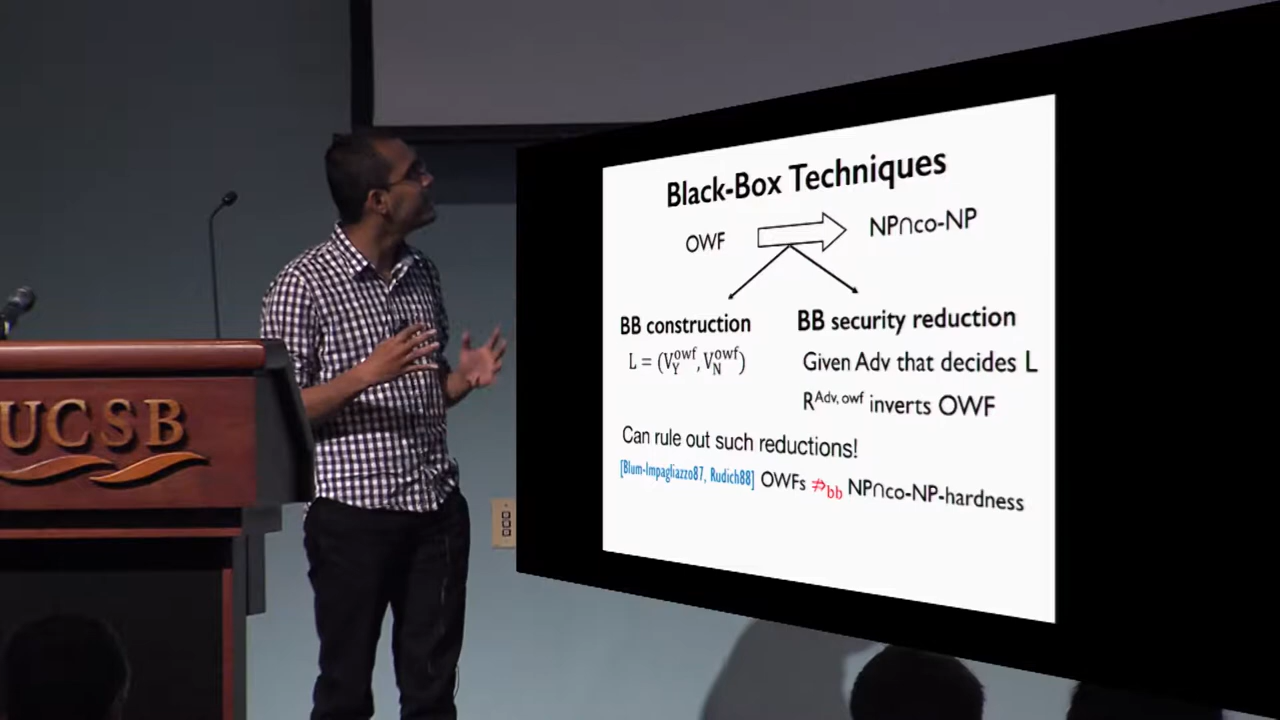 Black-Box Techniques
OWF
NP∩co-NP
BB construction
L = (V_Y^owf, V_N^owf)
BB security reduction
Given Adv that decides L
R^Adv, owf inverts OWF
Can rule out such reductions!
[Blum-Impagliazzo87, Rudich88] OWFs ⇏_bb NP∩co-NP-hardness
UCSB